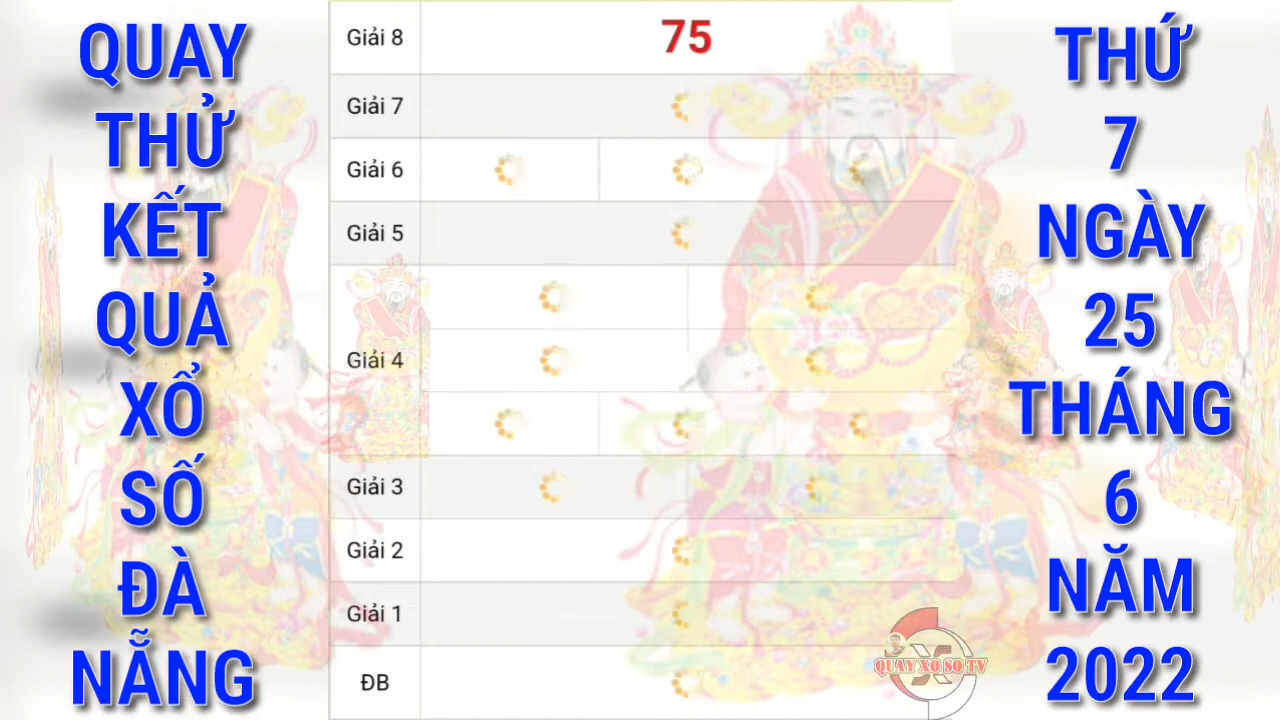 QUAY
THỬ
KẾT
QUẢ
XỔ
SỐ
ĐÀ
NẴNG
Giải 8 75
Giải 7
Giải 6
Giải 5
Giải 4
Giải 3
Giải 2
Giải 1
ĐB
QUAY XO SO TV
THỨ
7
NGÀY
25
THÁNG
6
NĂM
2022